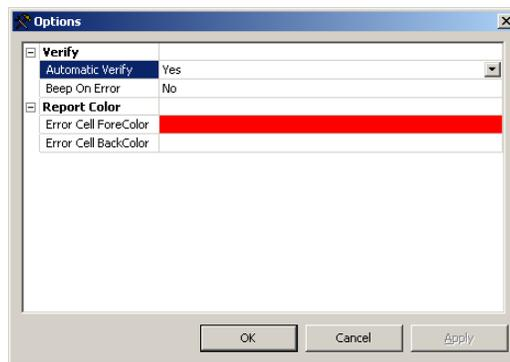 Options
Verify
Automatic Verify Yes
Beep On Error No
Report Color
Error Cell ForeColor
Error Cell BackColor
OK Cancel Apply